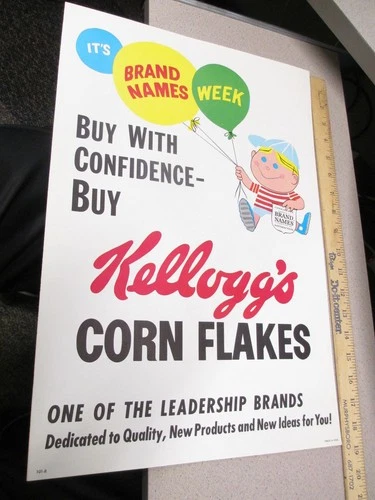 IT'S
BRAND
NAMES
WEEK
BUY WITH
CONFIDENCE-
BUY
BRAND
NAMES
Kellogg's
CORN FLAKES
ONE OF THE LEADERSHIP BRANDS
Dedicated to Quality, New Products and New Ideas for You!